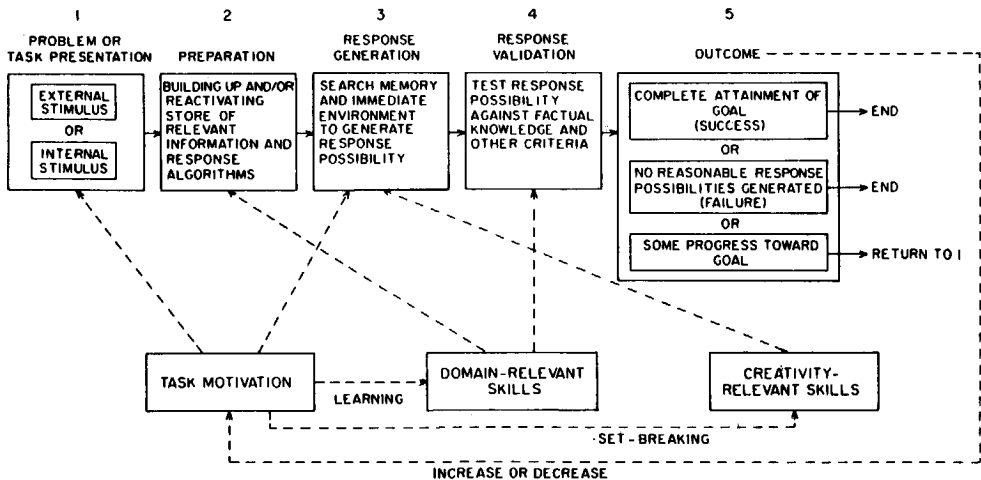 1
2
3
4
5
PROBLEM OR
TASK PRESENTATION
PREPARATION
RESPONSE
GENERATION
RESPONSE
VALIDATION
OUTCOME
EXTERNAL
STIMULUS
OR
INTERNAL
STIMULUS
BUILDING UP AND/OR
REACTIVATING
STORE OF
RELEVANT
INFORMATION AND
RESPONSE
ALGORITHMS
SEARCH MEMORY
AND IMMEDIATE
ENVIRONMENT
TO GENERATE
RESPONSE
POSSIBILITY
TEST RESPONSE
POSSIBILITY
AGAINST FACTUAL
KNOWLEDGE AND
OTHER CRITERIA
COMPLETE ATTAINMENT OF
GOAL
(SUCCESS)
END
OR
NO REASONABLE RESPONSE
POSSIBILITIES GENERATED
(FAILURE)
END
OR
SOME PROGRESS TOWARD
GOAL
RETURN TO 1
TASK MOTIVATION
LEARNING
DOMAIN-RELEVANT
SKILLS
CREATIVITY-
RELEVANT SKILLS
SET-BREAKING
INCREASE OR DECREASE